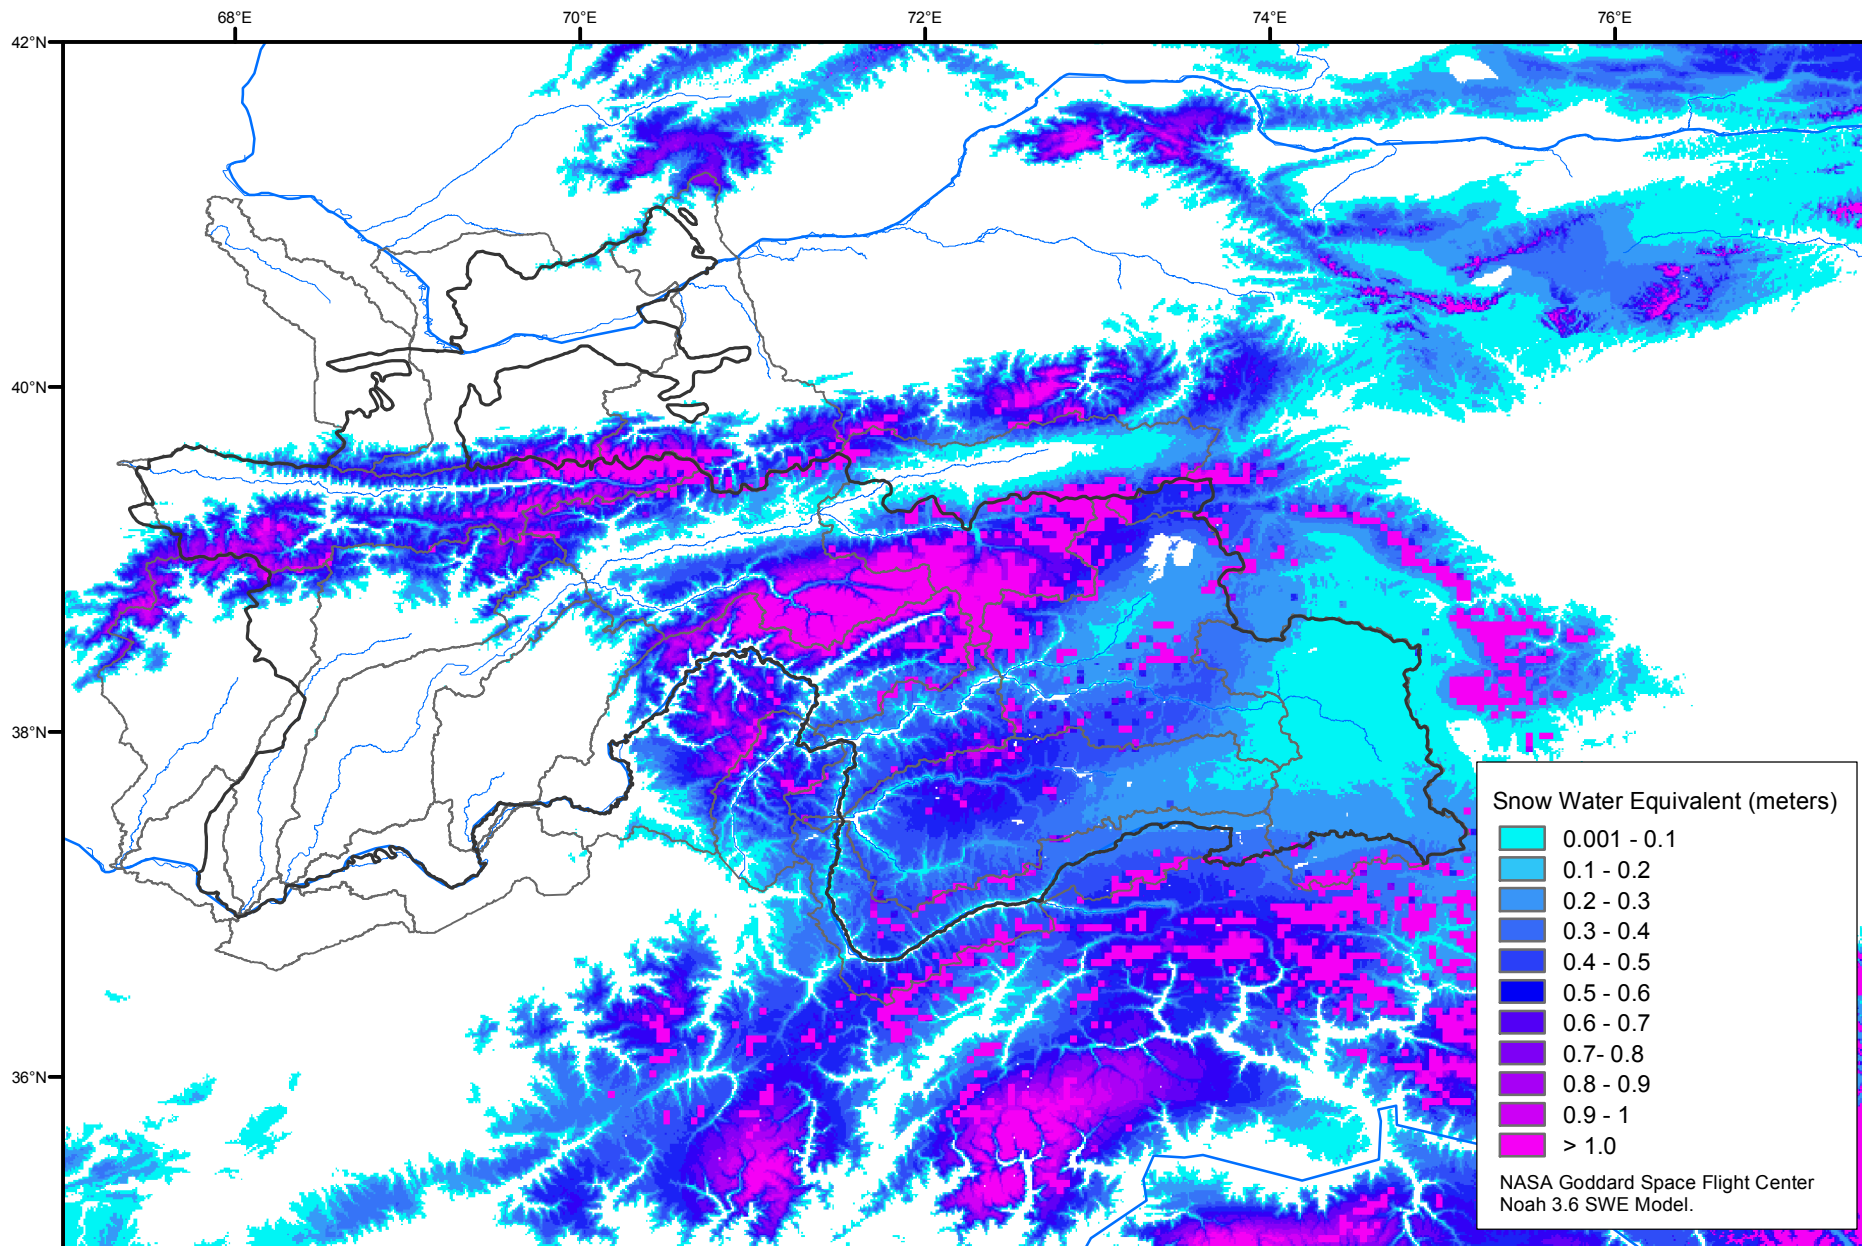 68°E 70°E 72°E 74°E 76°E
42°N
40°N
38°N
36°N
Snow Water Equivalent (meters)
0.001 - 0.1
0.1 - 0.2
0.2 - 0.3
0.3 - 0.4
0.4 - 0.5
0.5 - 0.6
0.6 - 0.7
0.7- 0.8
0.8 - 0.9
0.9 - 1
> 1.0
NASA Goddard Space Flight Center
Noah 3.6 SWE Model.